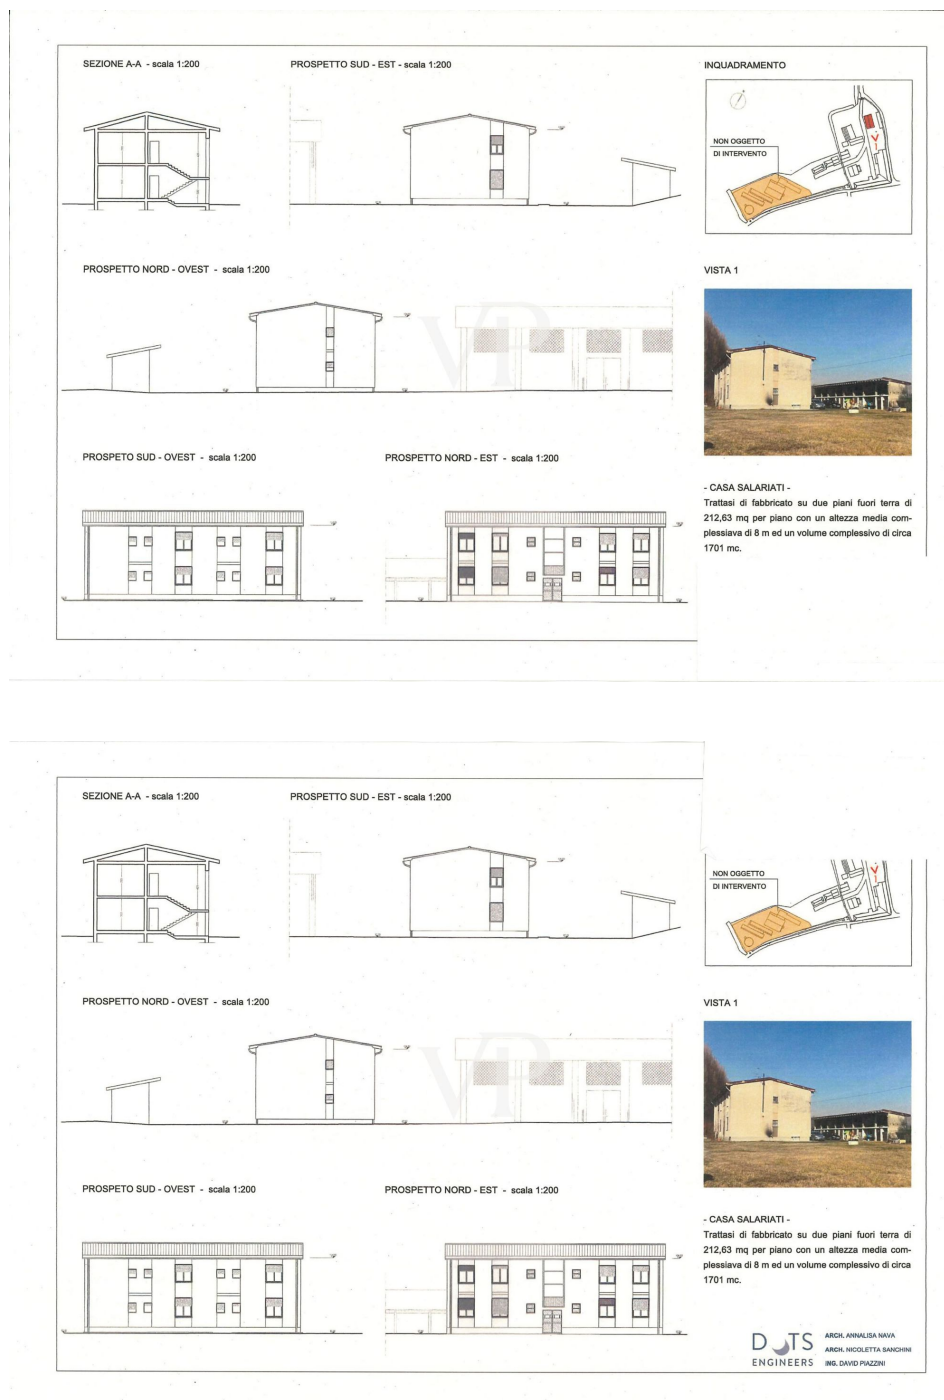 SEZIONE A-A - scala 1:200
PROSPETTO SUD - EST - scala 1:200
INQUADRAMENTO
NON OGGETTO
DI INTERVENTO
V
1
PROSPETTO NORD - OVEST - scala 1:200
VISTA 1
VP
PROSPETO SUD - OVEST - scala 1:200
PROSPETTO NORD - EST - scala 1:200
- CASA SALARIATI -
Trattasi di fabbricato su due piani fuori terra di
212,63 mq per piano con un altezza media com-
plessiava di 8 m ed un volume complessivo di circa
1701 mc.
SEZIONE A-A - scala 1:200
PROSPETTO SUD - EST - scala 1:200
NON OGGETTO
DI INTERVENTO
V
1
PROSPETTO NORD - OVEST - scala 1:200
VISTA 1
VP
PROSPETO SUD - OVEST - scala 1:200
PROSPETTO NORD - EST - scala 1:200
- CASA SALARIATI -
Trattasi di fabbricato su due piani fuori terra di
212,63 mq per piano con un altezza media com-
plessiava di 8 m ed un volume complessivo di circa
1701 mc.
DOTS
ENGINEERS
ARCH. ANNALISA NAVA
ARCH. NICOLETTA SANCHINI
ING. DAVID PIAZZINI